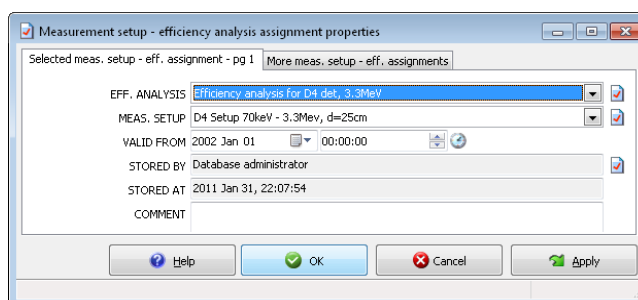 Measurement setup - efficiency analysis assignment properties
Selected meas. setup - eff. assignment - pg 1 More meas. setup - eff. assignments
EFF. ANALYSIS Efficiency analysis for D4 det, 3.3MeV
MEAS. SETUP D4 Setup 70keV - 3.3Mev, d=25cm
VALID FROM 2002 Jan 01 00:00:00
STORED BY Database administrator
STORED AT 2011 Jan 31, 22:07:54
COMMENT
Help OK Cancel Apply